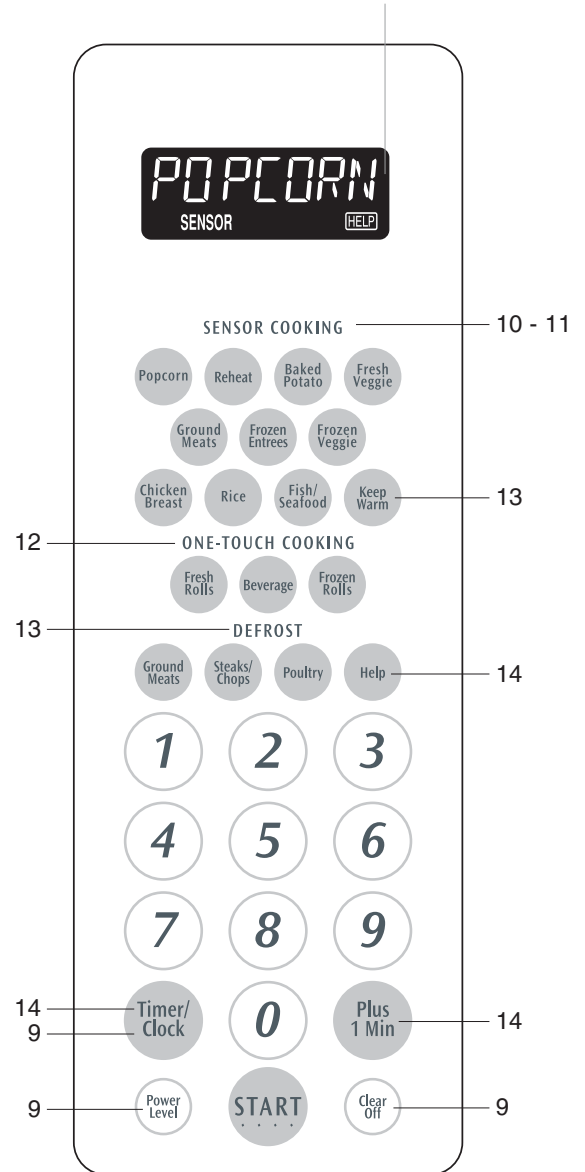 POPCORN
SENSOR HELP
SENSOR COOKING 10 - 11
Popcorn Reheat Baked Potato Fresh Veggie
Ground Meats Frozen Entrees Frozen Veggie
Chicken Breast Rice Fish/ Seafood Keep Warm 13
12 ONE-TOUCH COOKING
Fresh Rolls Beverage Frozen Rolls
13 DEFROST
Ground Meats Steaks/ Chops Poultry Help 14
1 2 3
4 5 6
7 8 9
14 9 Timer/ Clock 0 Plus 1 Min 14
9 Power Level START Clear Off 9